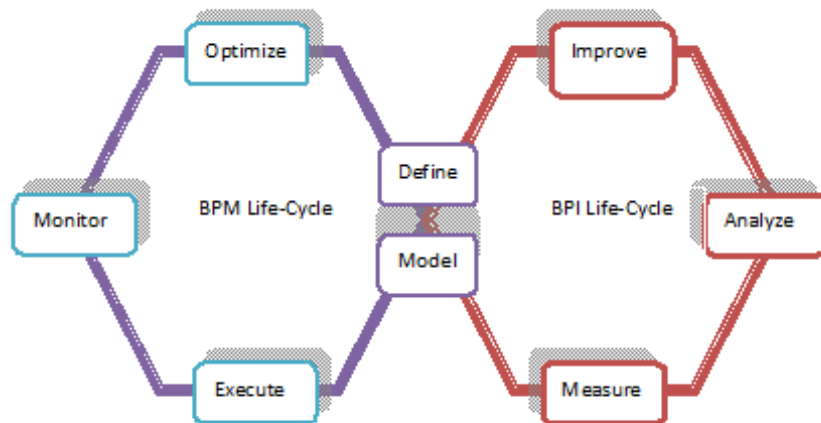 Optimize
Improve
Define
BPM Life-Cycle
BPI Life-Cycle
Monitor
Analyze
Model
Execute
Measure